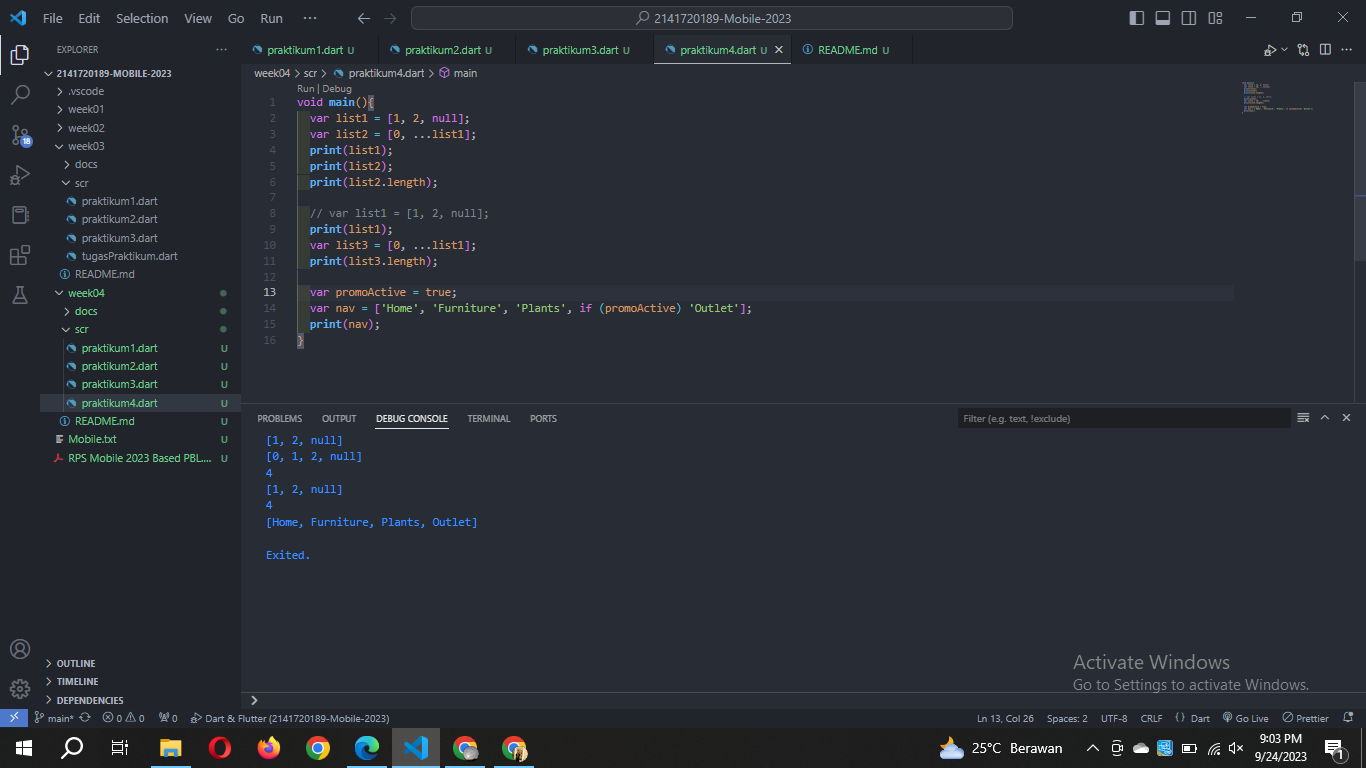 File Edit Selection View Go Run ···
2141720189-Mobile-2023
EXPLORER ···
2141720189-MOBILE-2023
.vscode
week01
week02
week03
docs
scr
praktikum1.dart
praktikum2.dart
praktikum3.dart
tugasPraktikum.dart
README.md
week04
docs
scr
praktikum1.dart U
praktikum2.dart U
praktikum3.dart U
praktikum4.dart U
README.md U
Mobile.txt U
RPS Mobile 2023 Based PBL.... U
OUTLINE
TIMELINE
DEPENDENCIES
18
praktikum1.dart U praktikum2.dart U praktikum3.dart U praktikum4.dart U README.md U
week04 > scr > praktikum4.dart > main
Run | Debug
1 void main(){
2 var list1 = [1, 2, null];
3 var list2 = [0, ...list1];
4 print(list1);
5 print(list2);
6 print(list2.length);
7
8 // var list1 = [1, 2, null];
9 print(list1);
10 var list3 = [0, ...list1];
11 print(list3.length);
12
13 var promoActive = true;
14 var nav = ['Home', 'Furniture', 'Plants', if (promoActive) 'Outlet'];
15 print(nav);
16 }
PROBLEMS OUTPUT DEBUG CONSOLE TERMINAL PORTS
Filter (e.g. text, !exclude)
[1, 2, null]
[0, 1, 2, null]
4
[1, 2, null]
4
[Home, Furniture, Plants, Outlet]
Exited.
Activate Windows
Go to Settings to activate Windows.
main* 0 0 0 Dart & Flutter (2141720189-Mobile-2023) Ln 13, Col 26 Spaces: 2 UTF-8 CRLF {} Dart Go Live Prettier
25°C Berawan 9:03 PM
9/24/2023
1